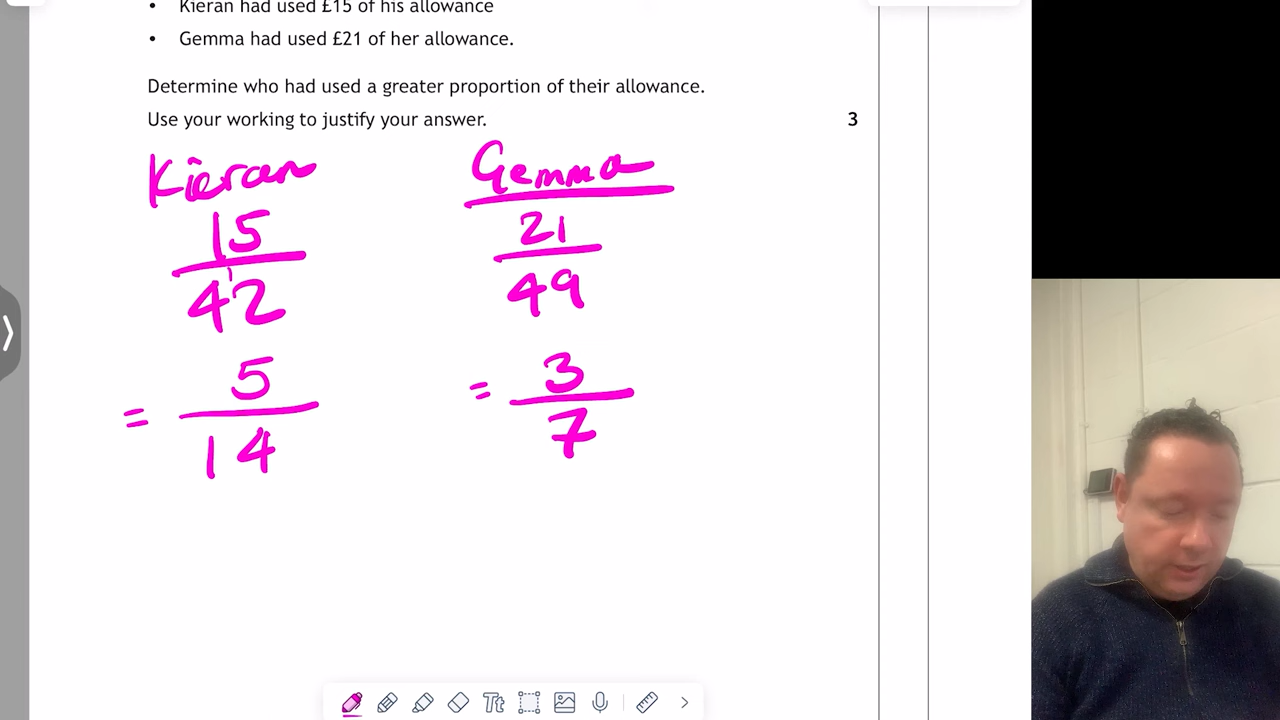 • Kieran had used £15 of his allowance
• Gemma had used £21 of her allowance.
Determine who had used a greater proportion of their allowance.
Use your working to justify your answer. 3
Kieran Gemma
15 21
42 49
= 5 = 3
14 7
Tt